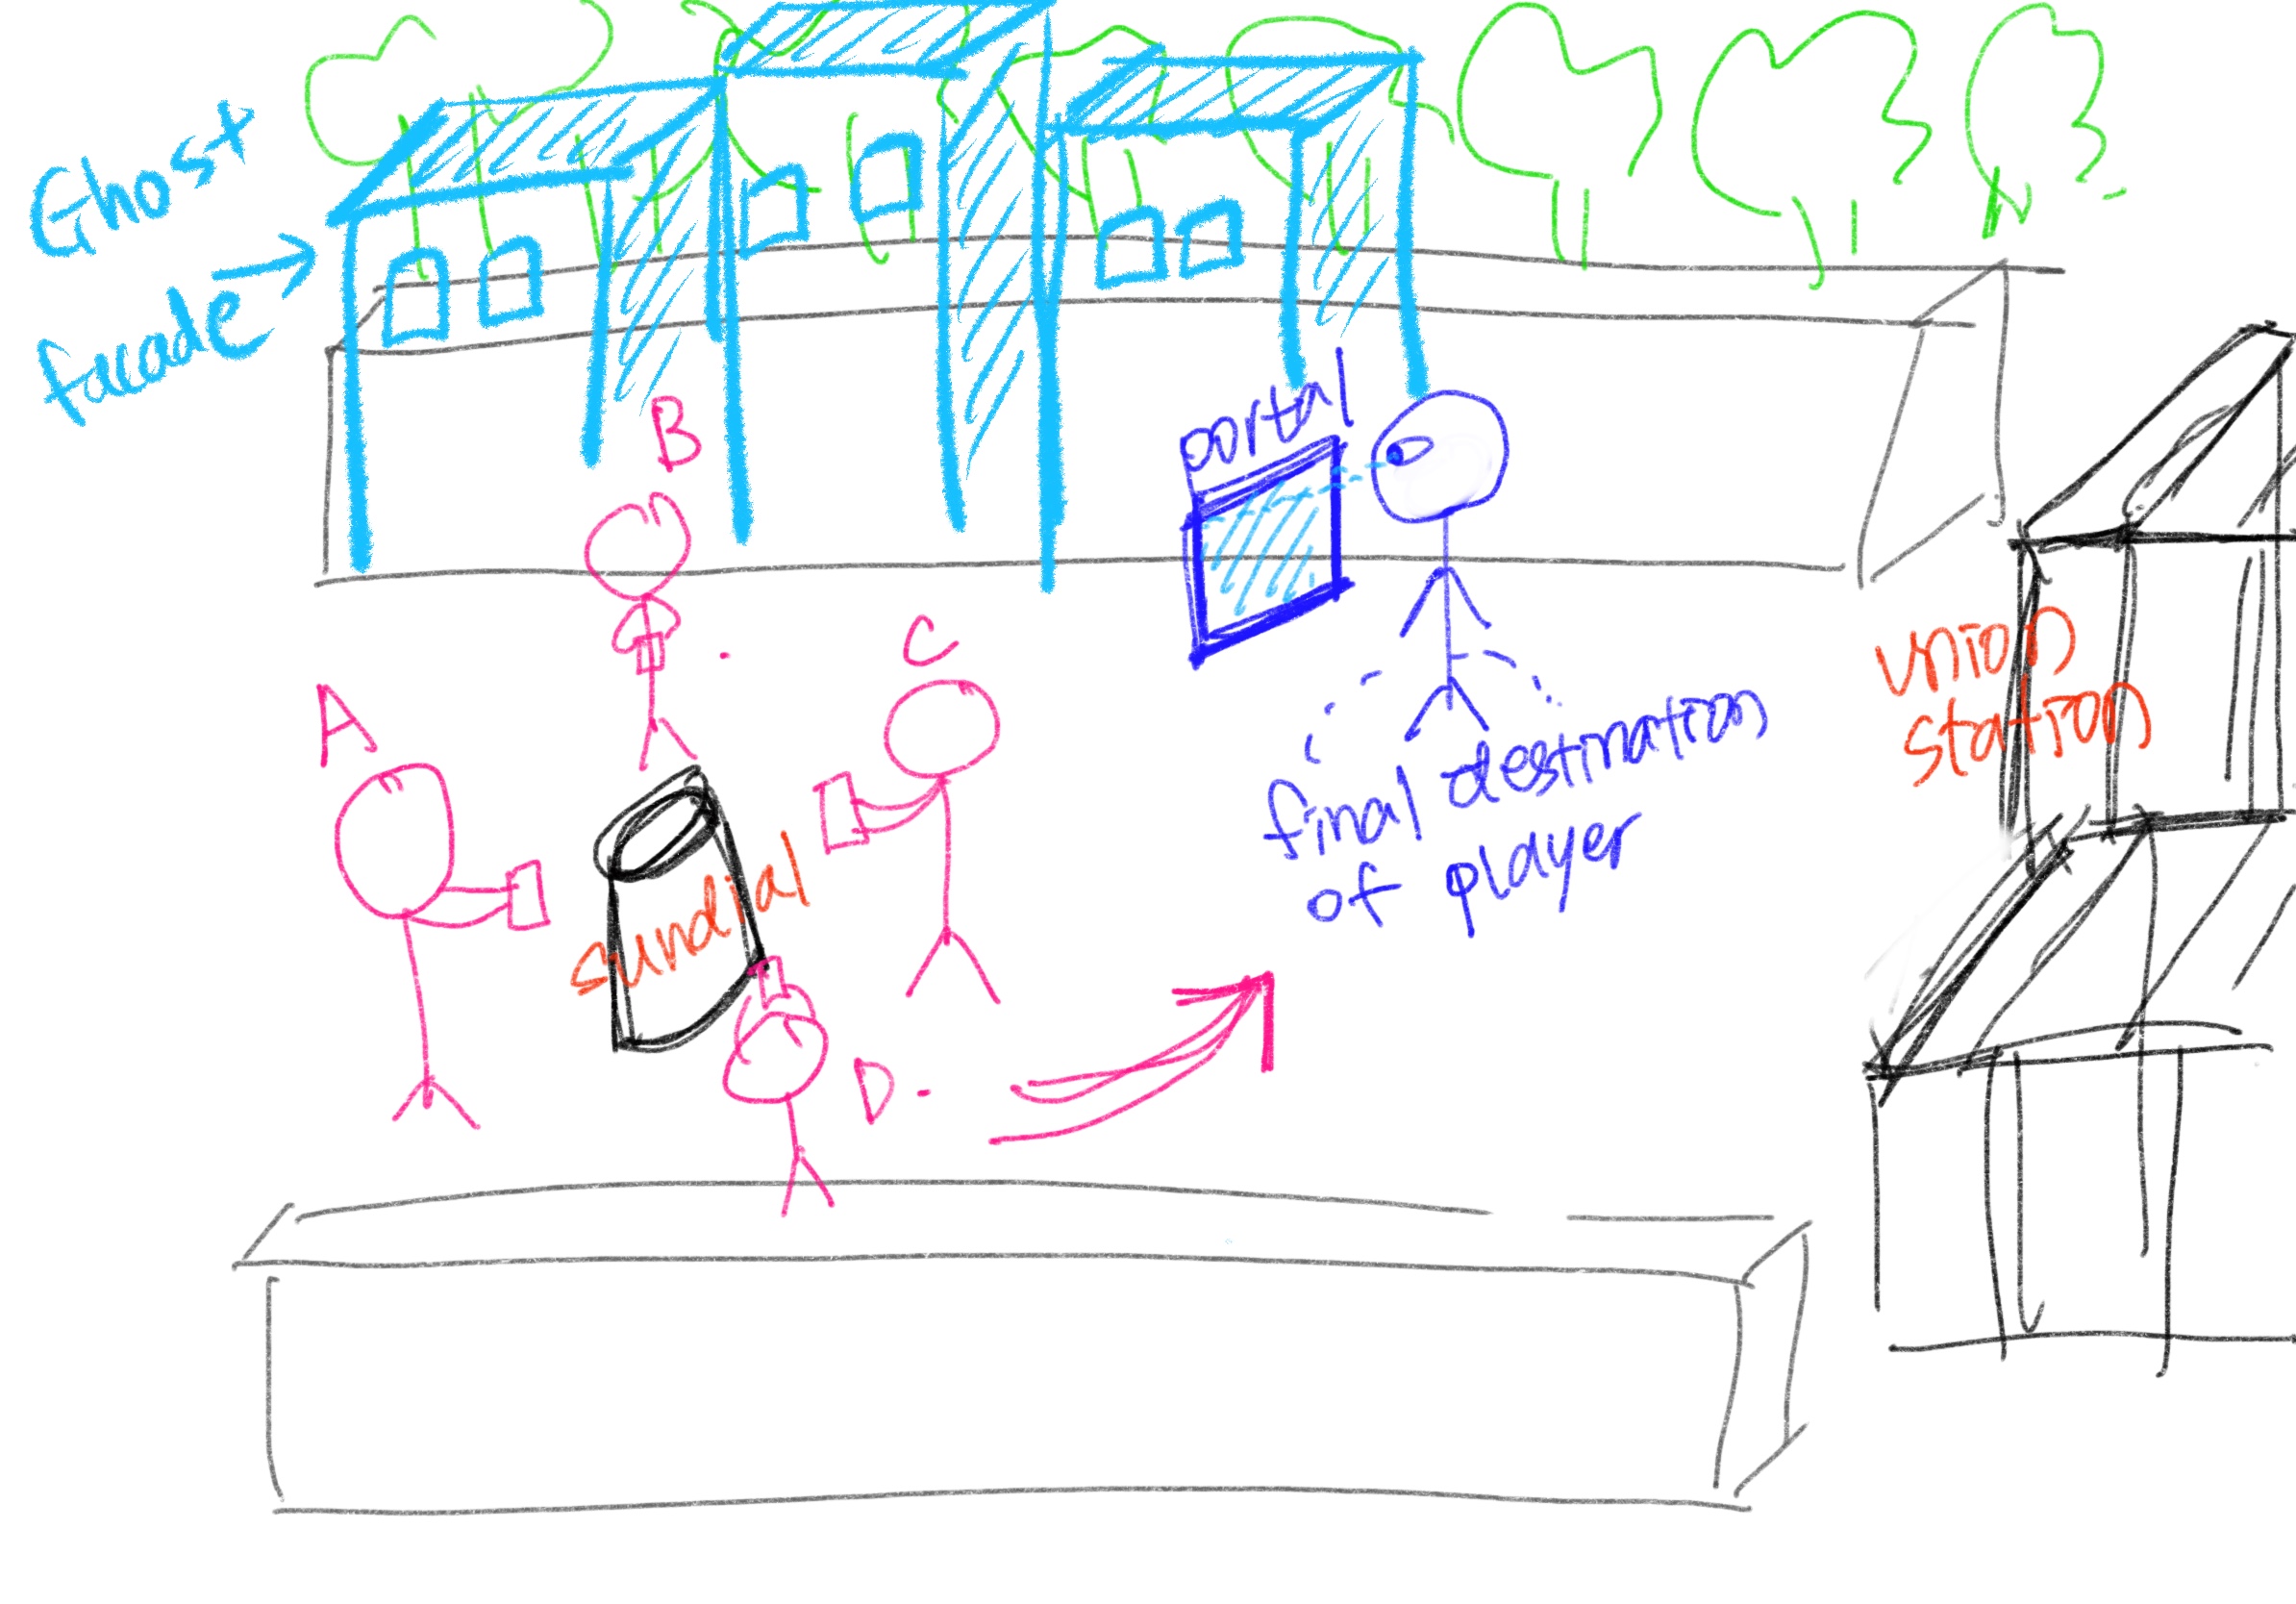 Ghost
facade
B
portal
C
A
union
station
final destination
of player
sundial
D